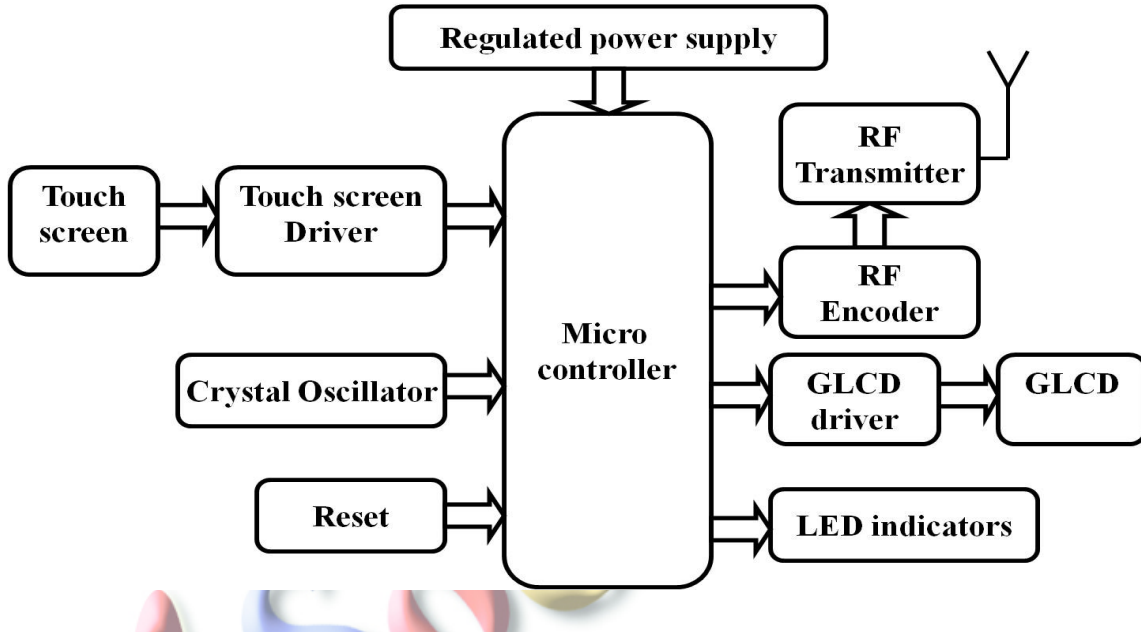 Regulated power supply
RF
Transmitter
Touch
screen
Touch screen
Driver
RF
Encoder
Micro
controller
Crystal Oscillator
GLCD
driver
GLCD
Reset
LED indicators